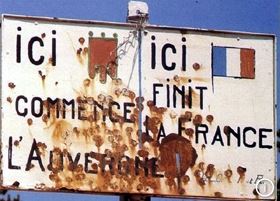 ICI
COMMENCE
L'AUVERGNE
ICI
FINIT
LA FRANCE